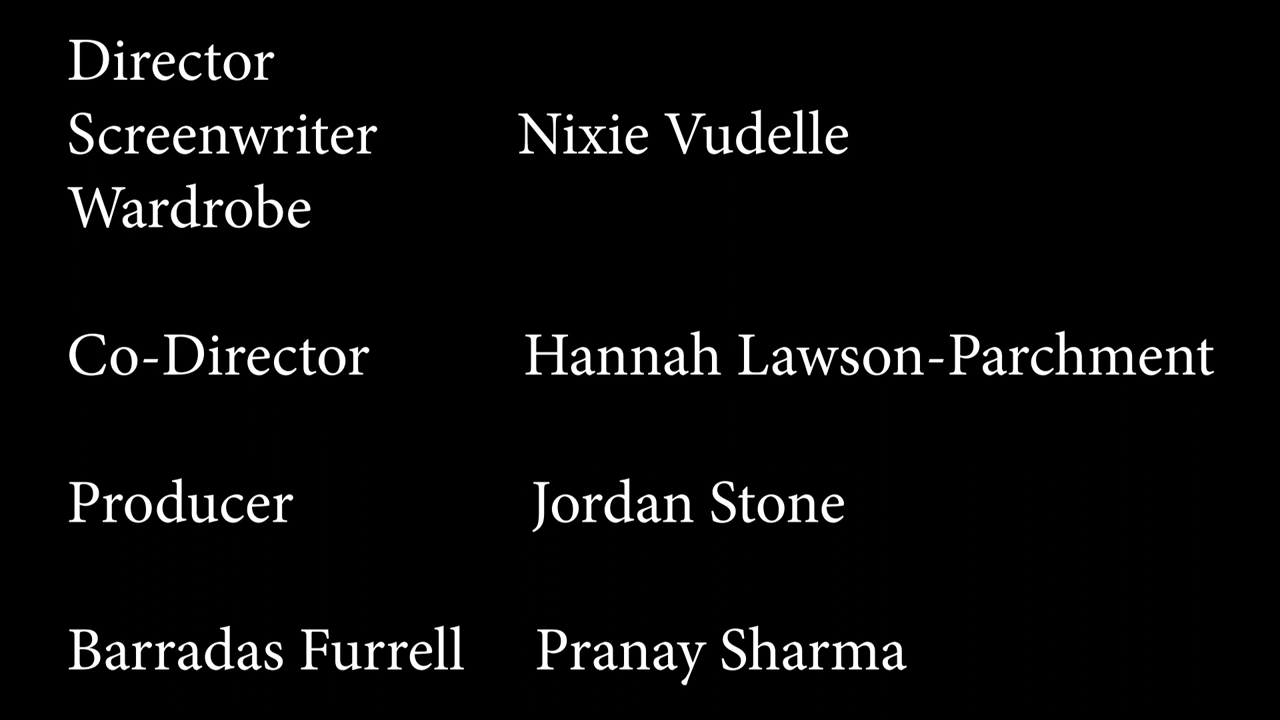 Director
Screenwriter Nixie Vudelle
Wardrobe
Co-Director Hannah Lawson-Parchment
Producer Jordan Stone
Barradas Furrell Pranay Sharma